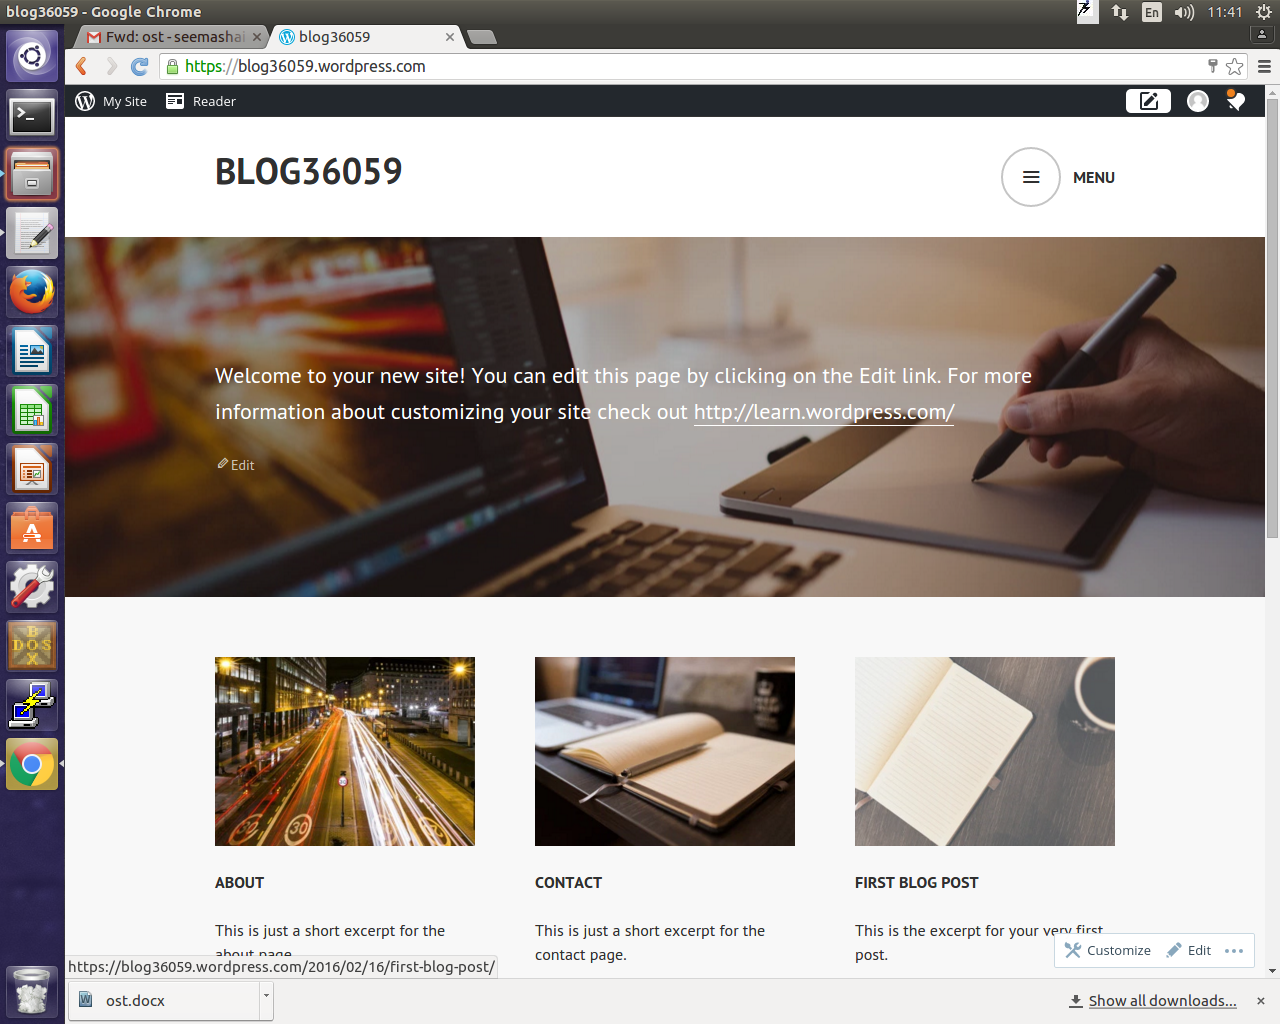 blog36059 - Google Chrome
En
11:41
Fwd: ost - seemashai
blog36059
https://blog36059.wordpress.com
My Site
Reader
BLOG36059
MENU
Welcome to your new site! You can edit this page by clicking on the Edit link. For more
information about customizing your site check out http://learn.wordpress.com/
Edit
ABOUT
CONTACT
FIRST BLOG POST
This is just a short excerpt for the
about page.
This is just a short excerpt for the
contact page.
This is the excerpt for your very first
post.
Customize
Edit
https://blog36059.wordpress.com/2016/02/16/first-blog-post/
ost.docx
Show all downloads...